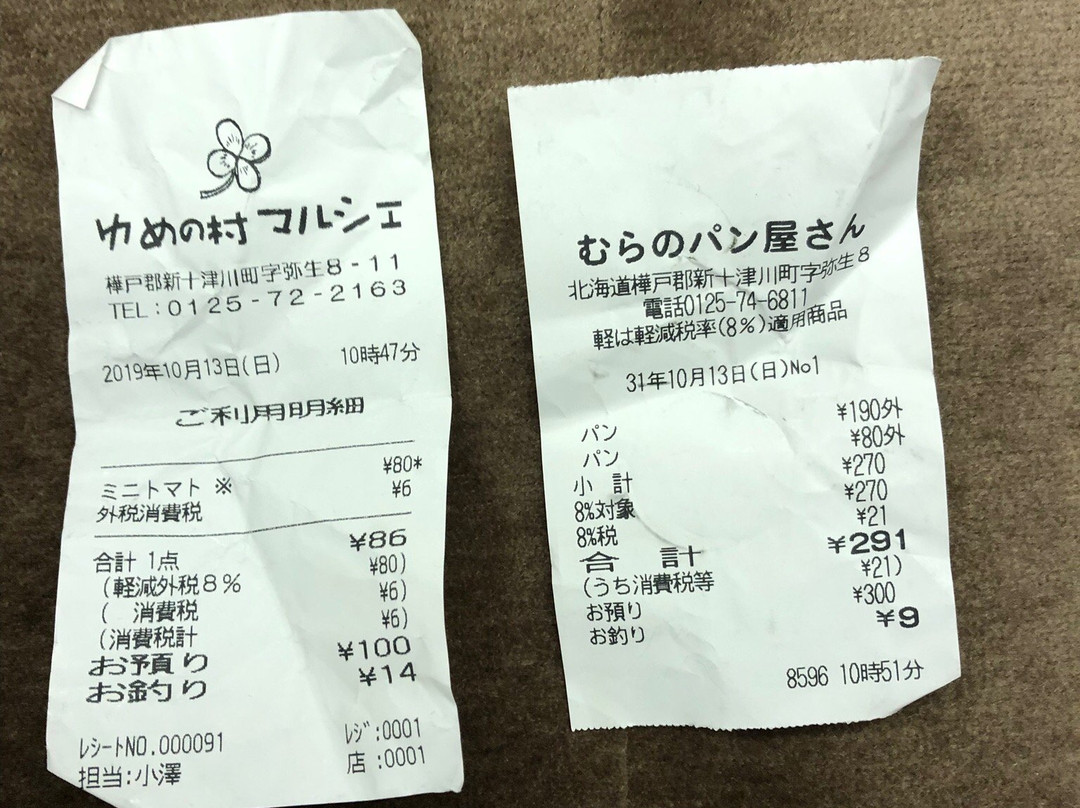 ゆめの村 マルシェ
樺戸郡新十津川町字弥生8-11
TEL:0125-72-2163
2019年10月13日(日) 10時47分
ご利用明細
ミニトマト ※ ¥80*
外税消費税 ¥6
合計 1点 ¥86
(軽減外税8% ¥80)
( 消費税 ¥6)
(消費税計 ¥6)
お預り ¥100
お釣り ¥14
レシートNO.000091 レジ:0001
担当:小澤 店 :0001
むらのパン屋さん
北海道樺戸郡新十津川町字弥生8
電話0125-74-6811
軽は軽減税率(8%)適用商品
31年10月13日(日)No1
パン ¥190外
パン ¥80外
小 計 ¥270
8%対象 ¥270
8%税 ¥21
合 計 ¥291
(うち消費税等 ¥21)
お預り ¥300
お釣り ¥9
8596 10時51分